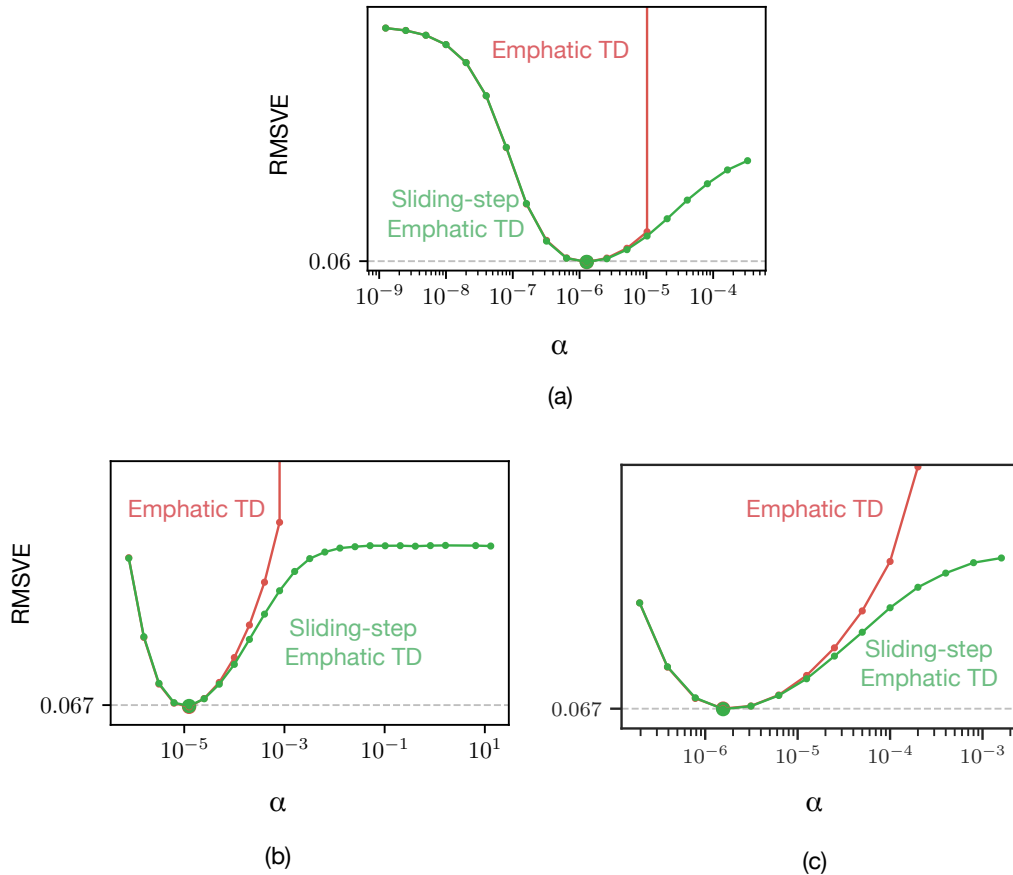 RMSVE
Emphatic TD
Sliding-step
Emphatic TD
0.06
10⁻⁹ 10⁻⁸ 10⁻⁷ 10⁻⁶ 10⁻⁵ 10⁻⁴
α
(a)
RMSVE
Emphatic TD
Sliding-step
Emphatic TD
0.067
10⁻⁵ 10⁻³ 10⁻¹ 10¹
α
(b)
Emphatic TD
Sliding-step
Emphatic TD
0.067
10⁻⁶ 10⁻⁵ 10⁻⁴ 10⁻³
α
(c)